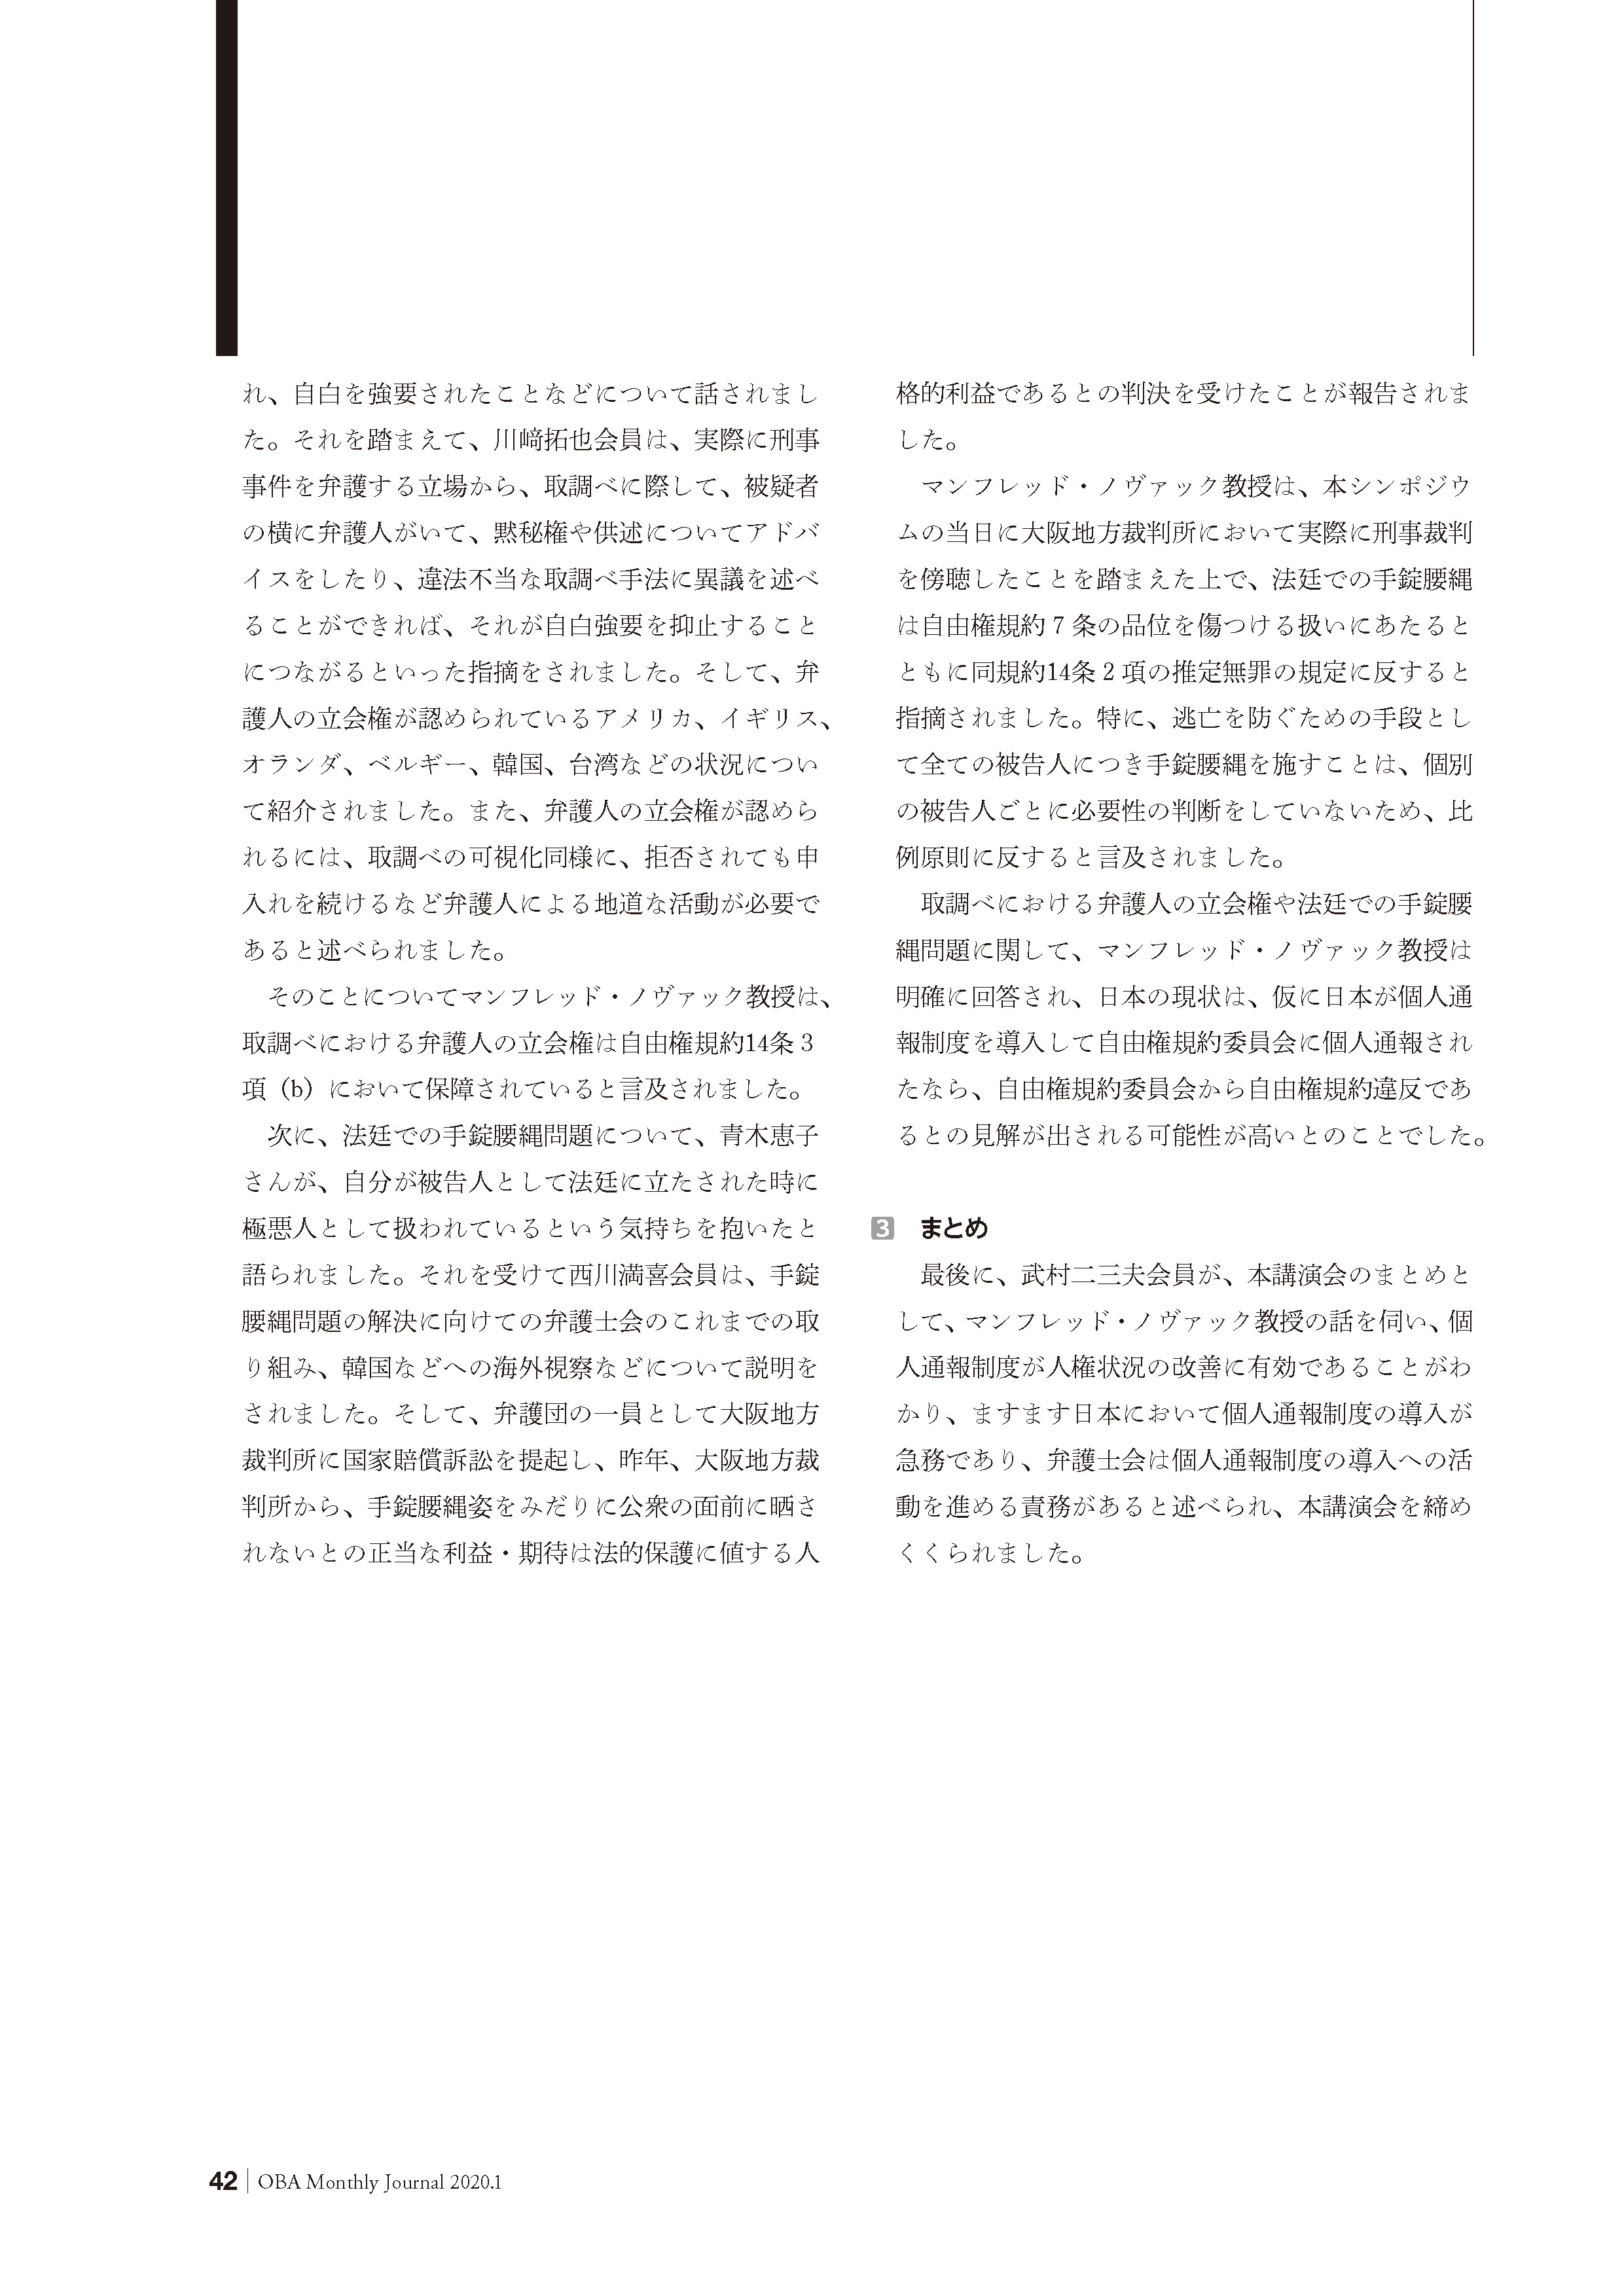 れ、自白を強要されたことなどについて話されまし
た。それを踏まえて、川﨑拓也会員は、実際に刑事
事件を弁護する立場から、取調べに際して、被疑者
の横に弁護人がいて、黙秘権や供述についてアドバ
イスをしたり、違法不当な取調べ手法に異議を述べ
ることができれば、それが自白強要を抑止すること
につながるといった指摘をされました。そして、弁
護人の立会権が認められているアメリカ、イギリス、
オランダ、ベルギー、韓国、台湾などの状況につい
て紹介されました。また、弁護人の立会権が認めら
れるには、取調べの可視化同様に、拒否されても申
入れを続けるなど弁護人による地道な活動が必要で
あると述べられました。
　そのことについてマンフレッド・ノヴァック教授は、
取調べにおける弁護人の立会権は自由権規約14条３
項（b）において保障されていると言及されました。
　次に、法廷での手錠腰縄問題について、青木恵子
さんが、自分が被告人として法廷に立たされた時に
極悪人として扱われているという気持ちを抱いたと
語られました。それを受けて西川満喜会員は、手錠
腰縄問題の解決に向けての弁護士会のこれまでの取
り組み、韓国などへの海外視察などについて説明を
されました。そして、弁護団の一員として大阪地方
裁判所に国家賠償訴訟を提起し、昨年、大阪地方裁
判所から、手錠腰縄姿をみだりに公衆の面前に晒さ
れないとの正当な利益・期待は法的保護に値する人
格的利益であるとの判決を受けたことが報告されま
した。
　マンフレッド・ノヴァック教授は、本シンポジウ
ムの当日に大阪地方裁判所において実際に刑事裁判
を傍聴したことを踏まえた上で、法廷での手錠腰縄
は自由権規約７条の品位を傷つける扱いにあたると
ともに同規約14条２項の推定無罪の規定に反すると
指摘されました。特に、逃亡を防ぐための手段とし
て全ての被告人につき手錠腰縄を施すことは、個別
の被告人ごとに必要性の判断をしていないため、比
例原則に反すると言及されました。
　取調べにおける弁護人の立会権や法廷での手錠腰
縄問題に関して、マンフレッド・ノヴァック教授は
明確に回答され、日本の現状は、仮に日本が個人通
報制度を導入して自由権規約委員会に個人通報され
たなら、自由権規約委員会から自由権規約違反であ
るとの見解が出される可能性が高いとのことでした。
3　まとめ
　最後に、武村二三夫会員が、本講演会のまとめと
して、マンフレッド・ノヴァック教授の話を伺い、個
人通報制度が人権状況の改善に有効であることがわ
かり、ますます日本において個人通報制度の導入が
急務であり、弁護士会は個人通報制度の導入への活
動を進める責務があると述べられ、本講演会を締め
くくられました。
42 OBA Monthly Journal 2020.1